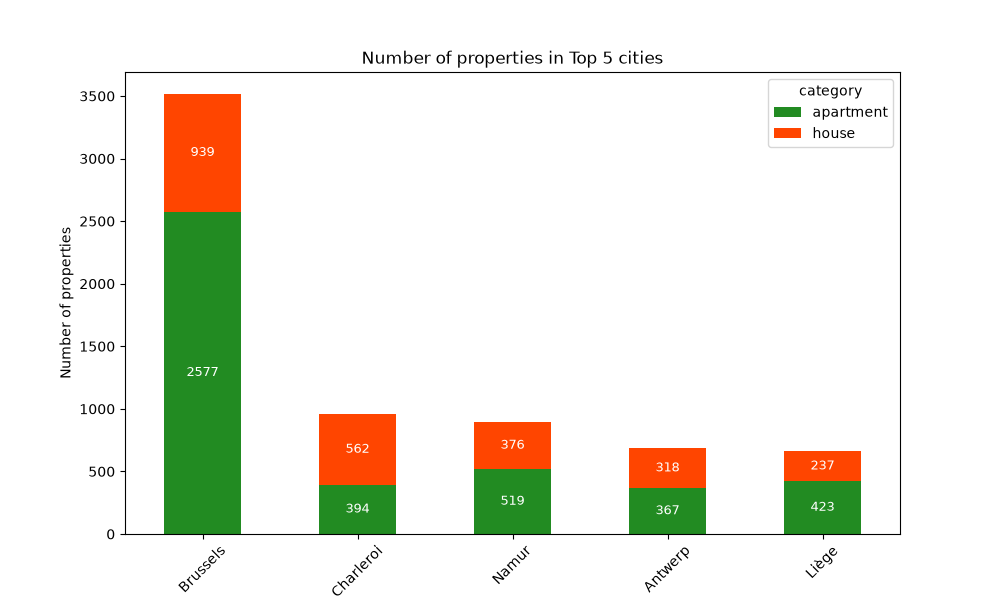 Number of properties in Top 5 cities
category
apartment
house
Number of properties
3500
3000
2500
2000
1500
1000
500
0
939
2577
562
394
376
519
318
367
237
423
Brussels
Charleroi
Namur
Antwerp
Liège